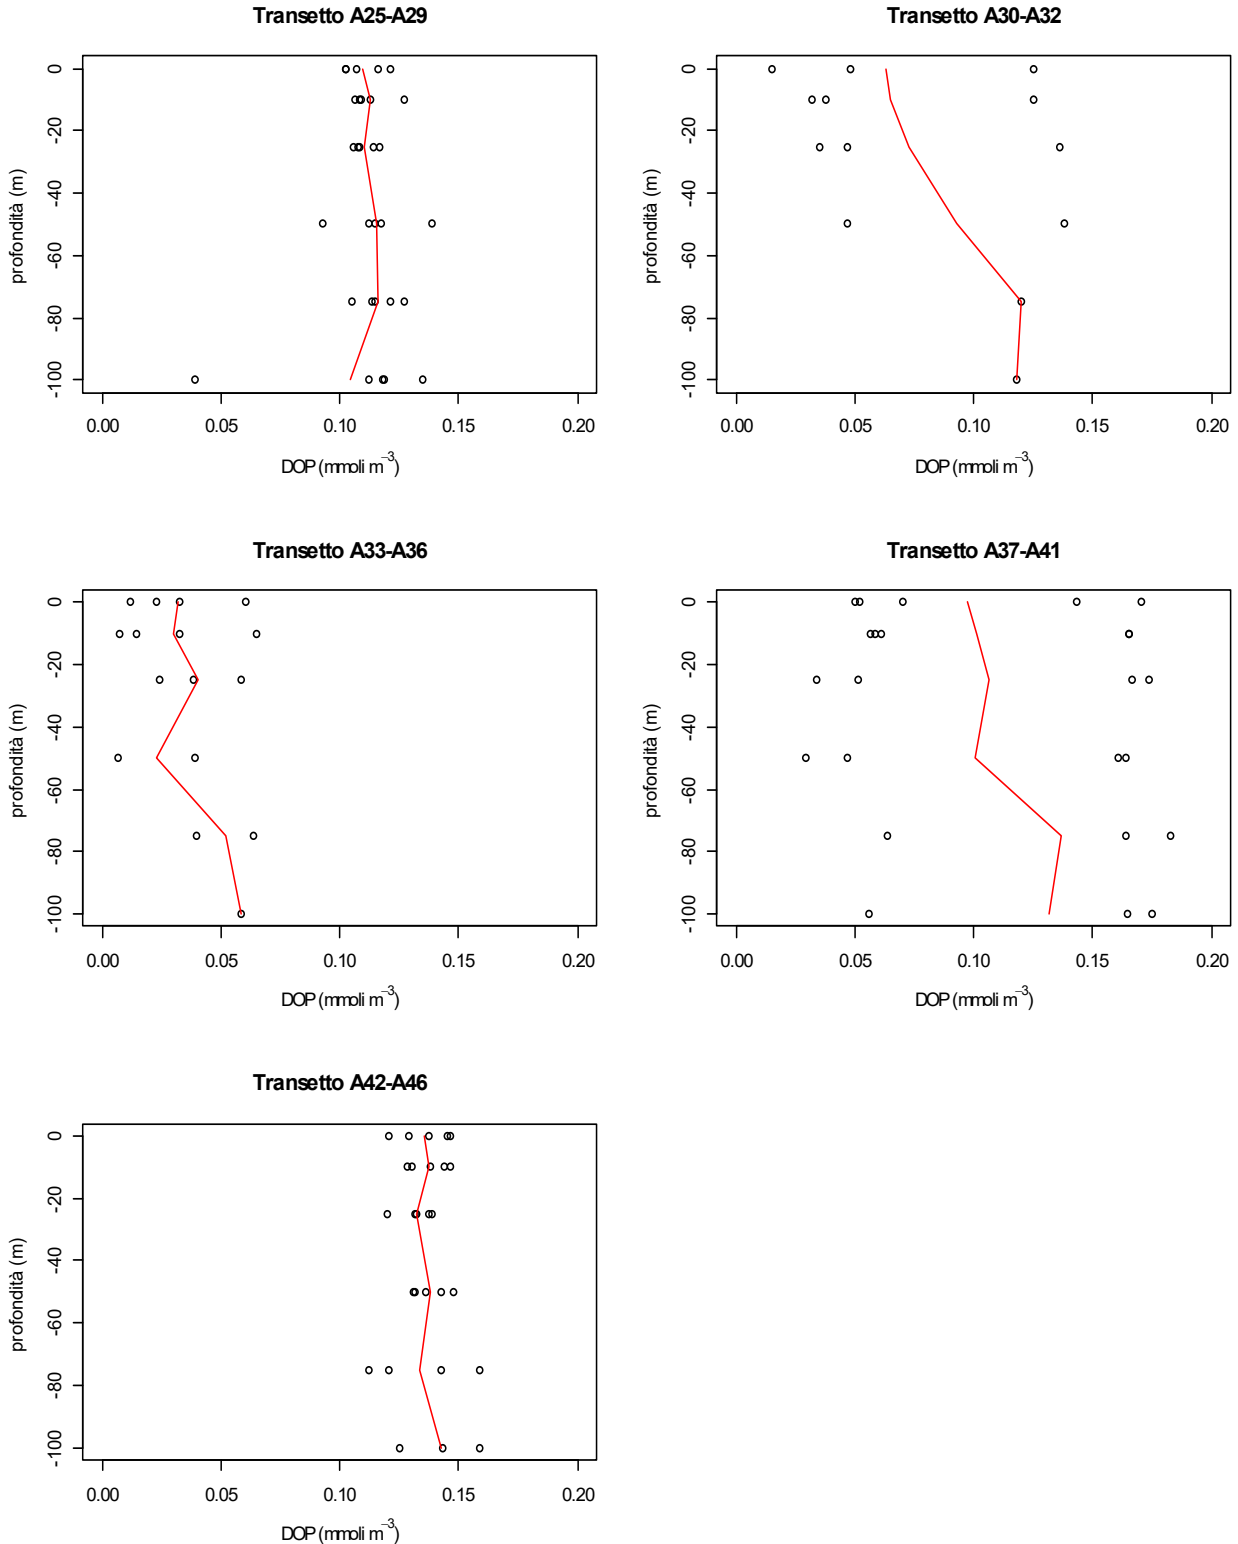 Transetto A25-A29
0
-20
-40
-60
-80
-100
profondità (m)
0.00 0.05 0.10 0.15 0.20
DOP (mmoli m⁻³)
Transetto A30-A32
0
-20
-40
-60
-80
-100
profondità (m)
0.00 0.05 0.10 0.15 0.20
DOP (mmoli m⁻³)
Transetto A33-A36
0
-20
-40
-60
-80
-100
profondità (m)
0.00 0.05 0.10 0.15 0.20
DOP (mmoli m⁻³)
Transetto A37-A41
0
-20
-40
-60
-80
-100
profondità (m)
0.00 0.05 0.10 0.15 0.20
DOP (mmoli m⁻³)
Transetto A42-A46
0
-20
-40
-60
-80
-100
profondità (m)
0.00 0.05 0.10 0.15 0.20
DOP (mmoli m⁻³)